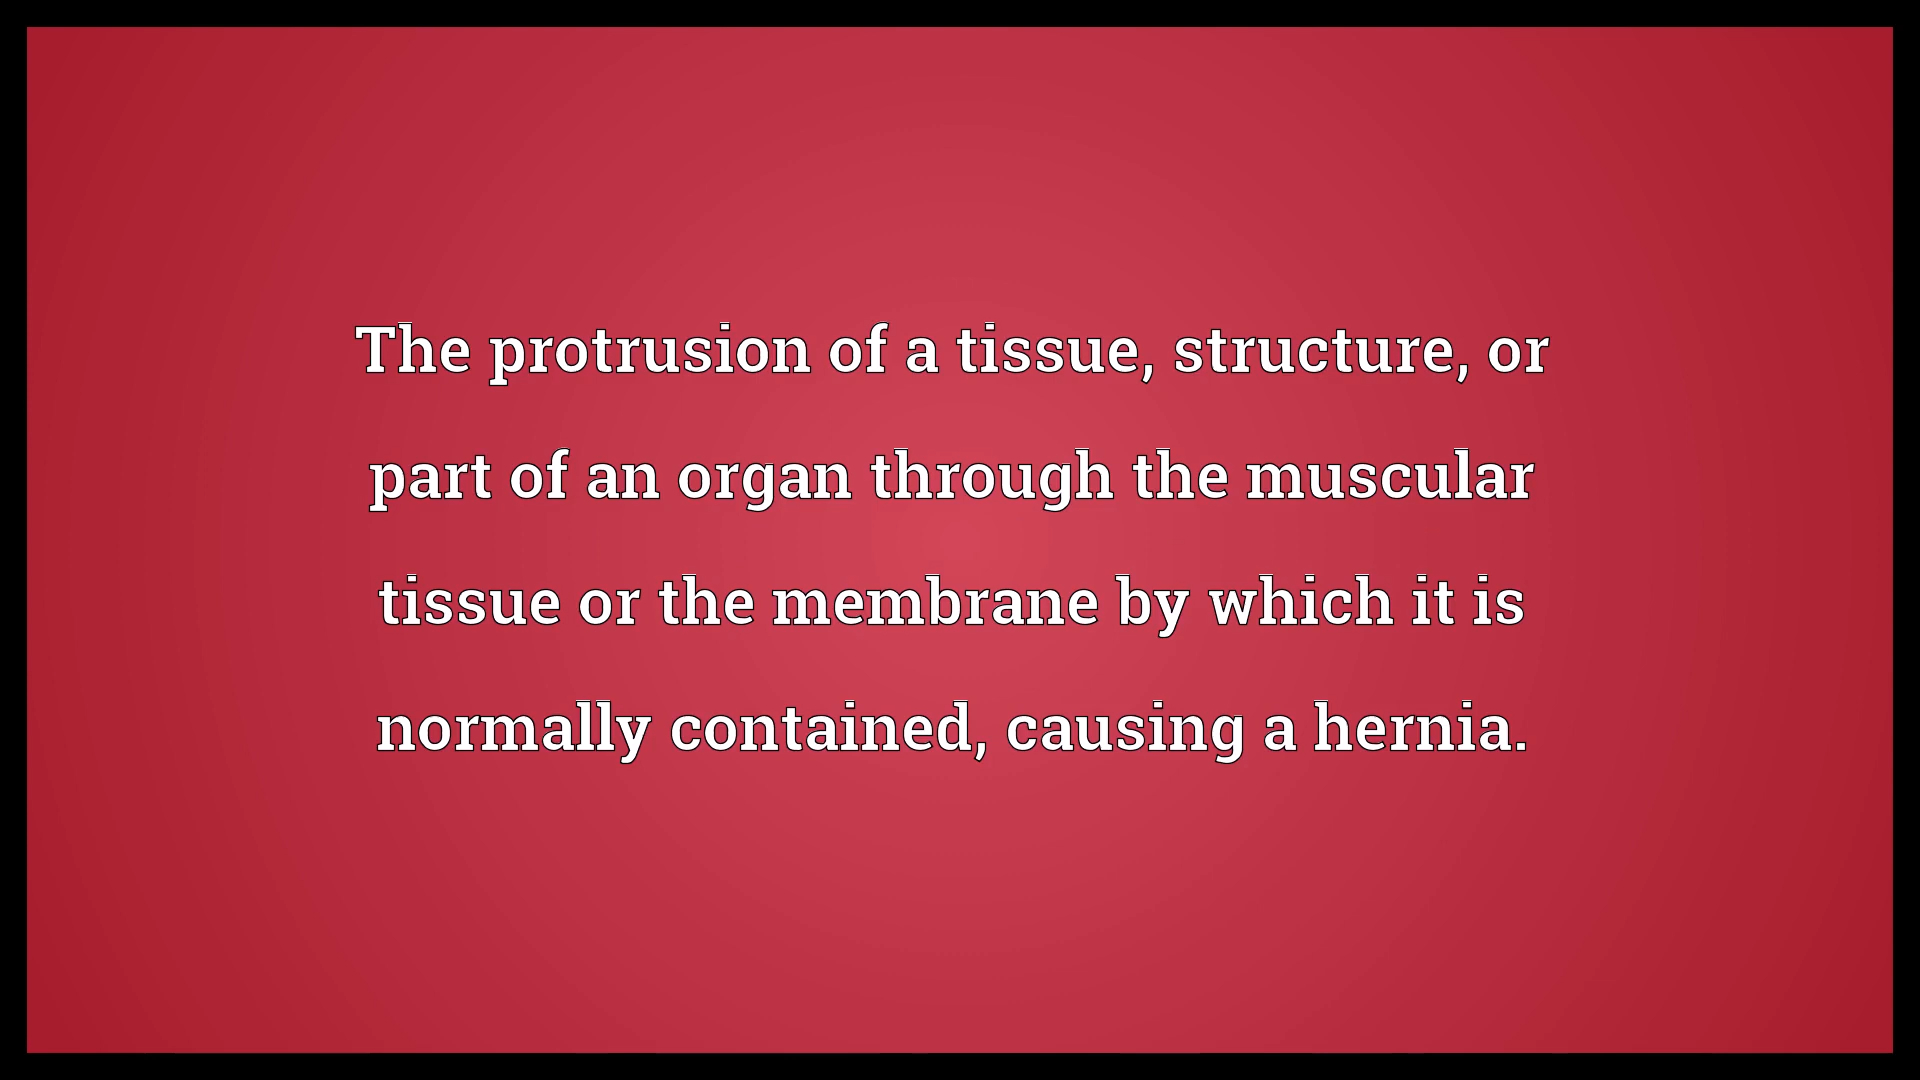 The protrusion of a tissue, structure, or
part of an organ through the muscular
tissue or the membrane by which it is
normally contained, causing a hernia.